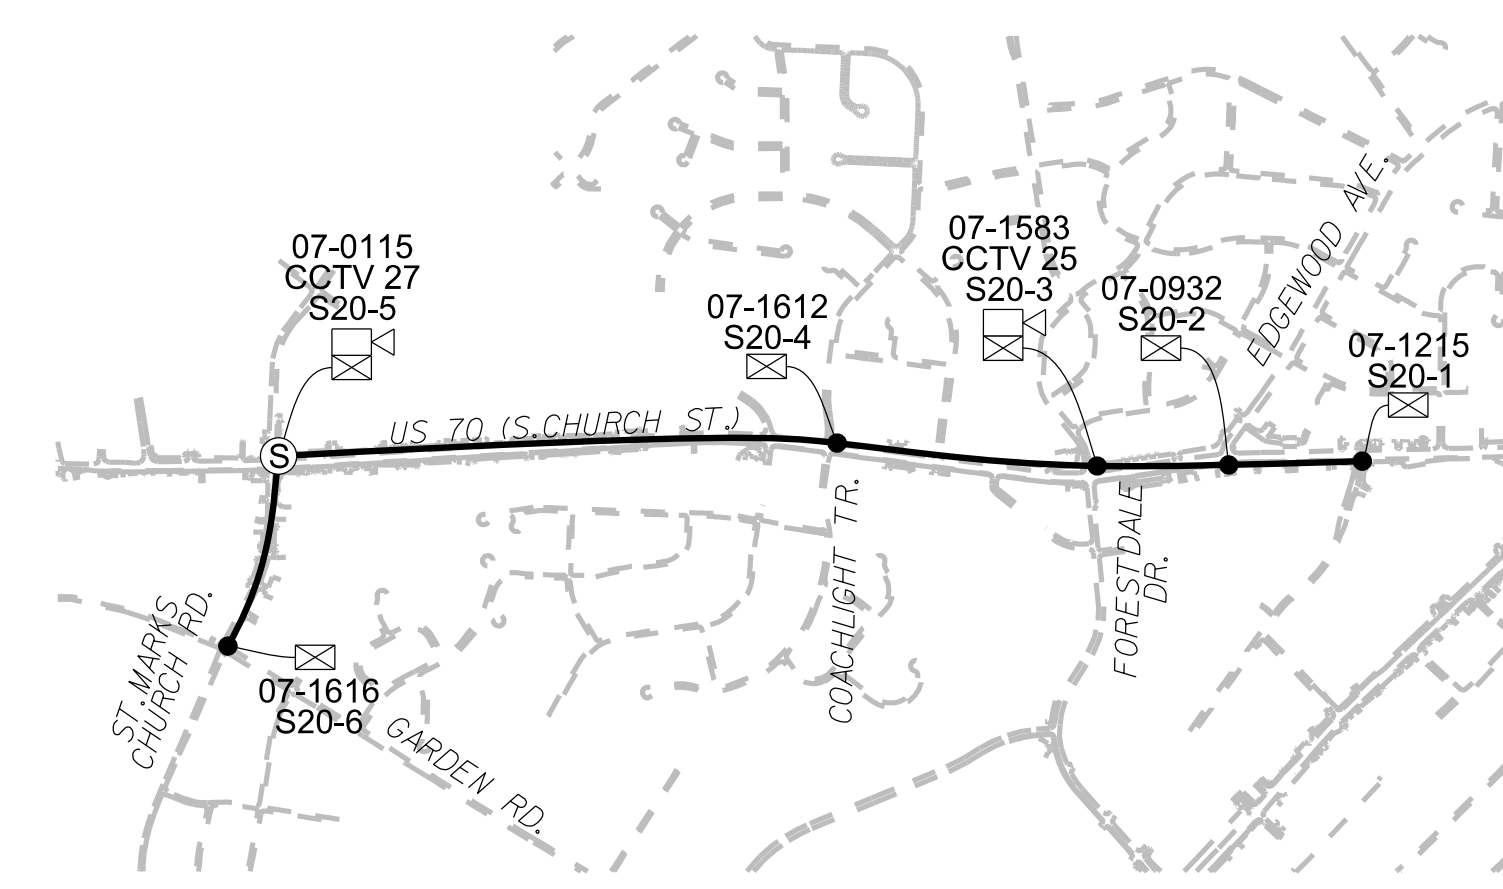 07-0115
CCTV 27
S20-5
07-1612
S20-4
07-1583
CCTV 25
S20-3
07-0932
S20-2
EDGEWOOD AVE.
07-1215
S20-1
US 70 (S.CHURCH ST.)
S
COACHLIGHT TR.
FORESTDALE
DR.
ST. MARKS
CHURCH RD.
07-1616
S20-6
GARDEN RD.